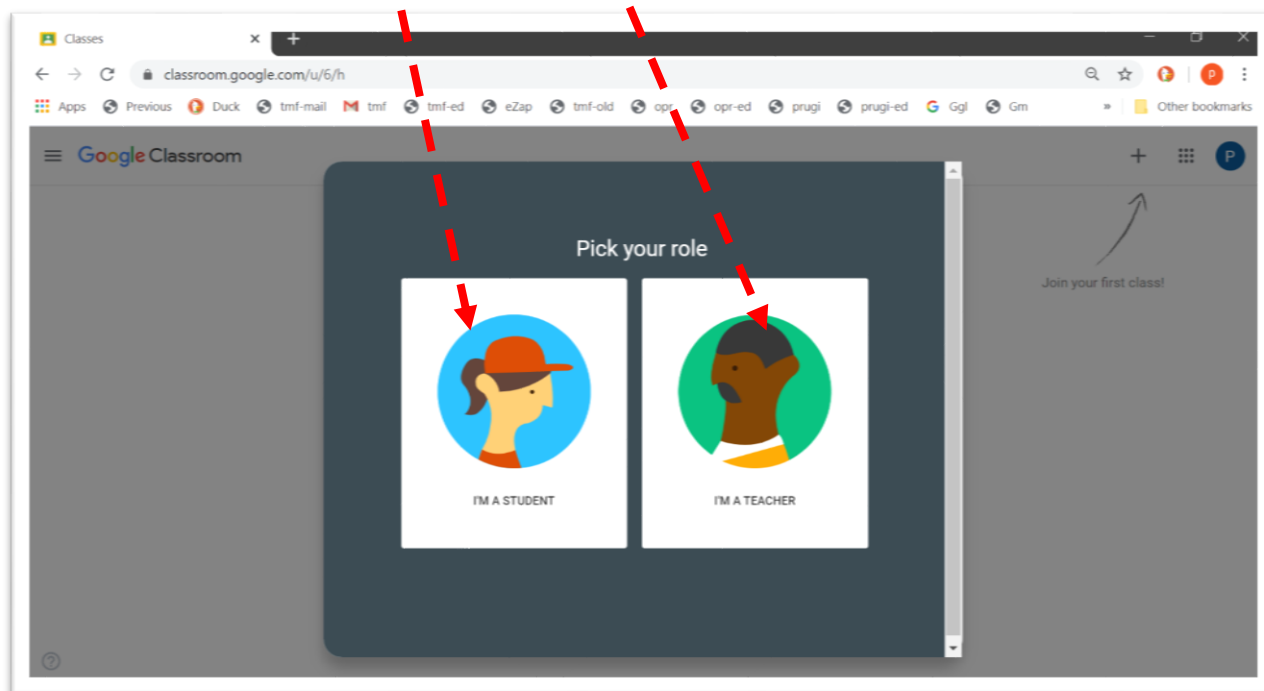 Classes
classroom.google.com/u/6/h
Apps Previous Duck tmf-mail tmf tmf-ed eZap tmf-old opr opr-ed prugi prugi-ed Ggl Gm » Other bookmarks
Google Classroom
P
Pick your role
Join your first class!
I'M A STUDENT I'M A TEACHER